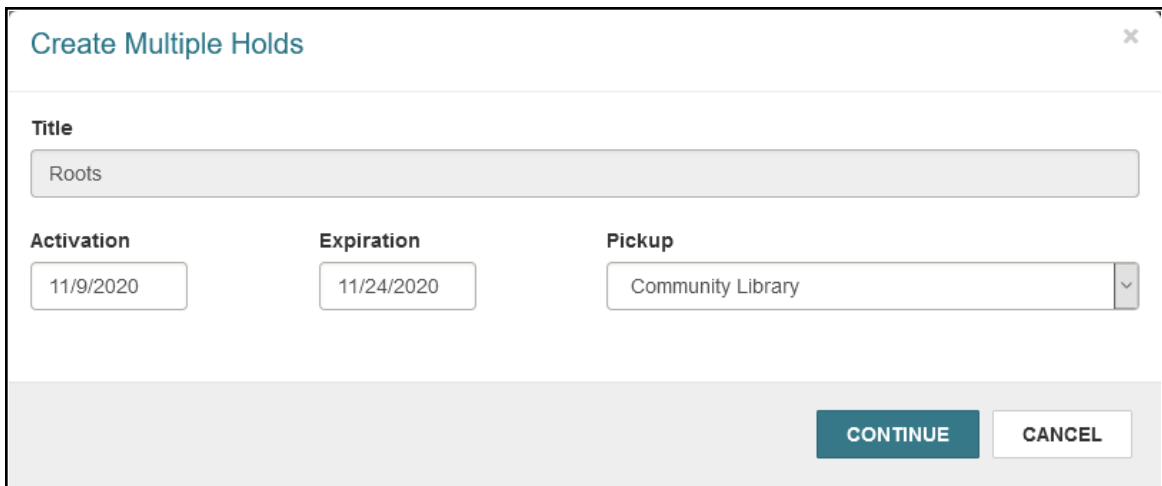 Create Multiple Holds
×
Title
Roots
Activation Expiration Pickup
11/9/2020 11/24/2020 Community Library
CONTINUE CANCEL